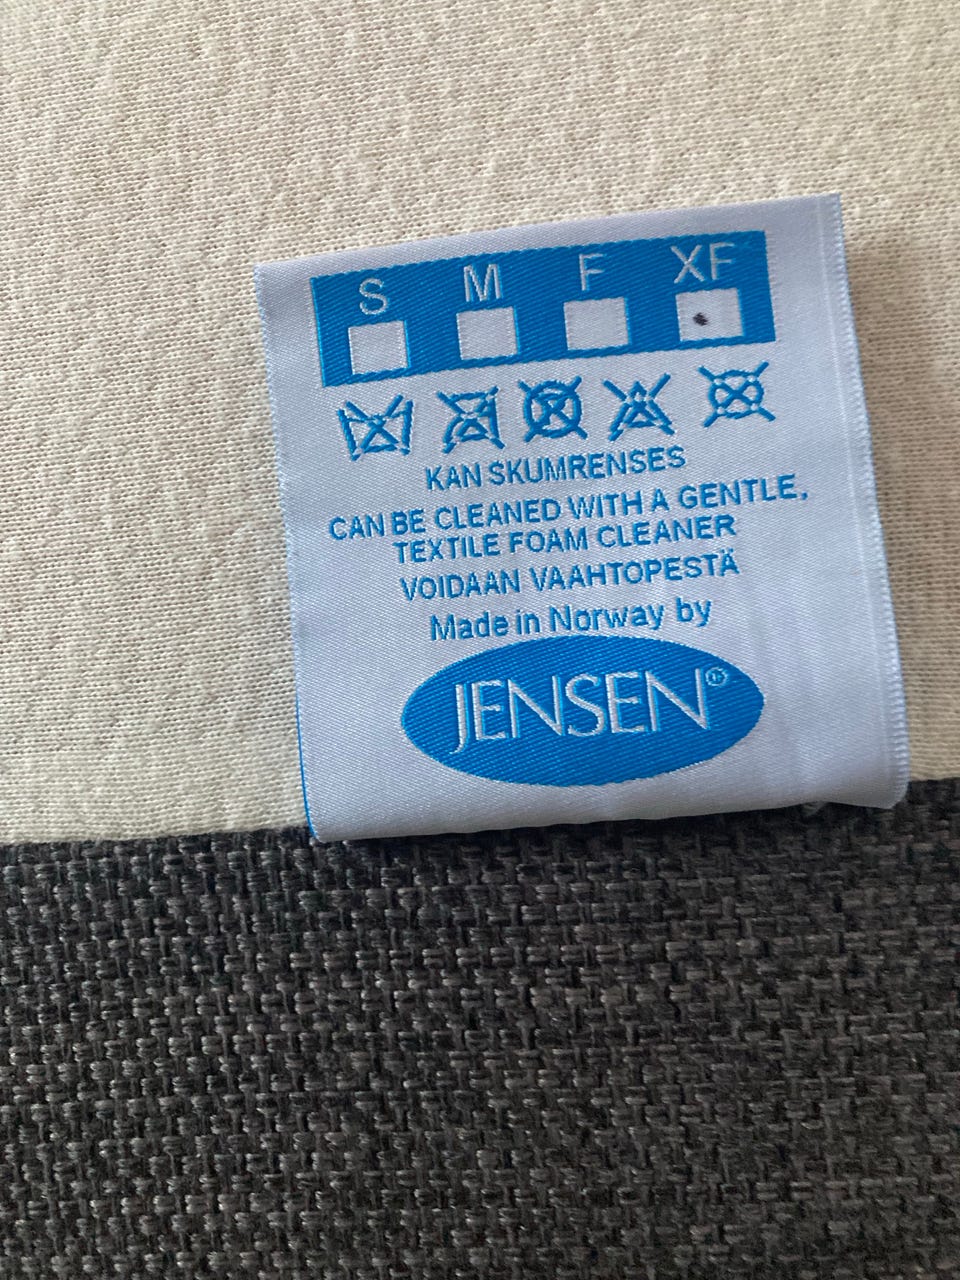 S M F XF
KAN SKUMRENSES
CAN BE CLEANED WITH A GENTLE,
TEXTILE FOAM CLEANER
VOIDAAN VAAHTOPESTÄ
Made in Norway by
JENSEN®